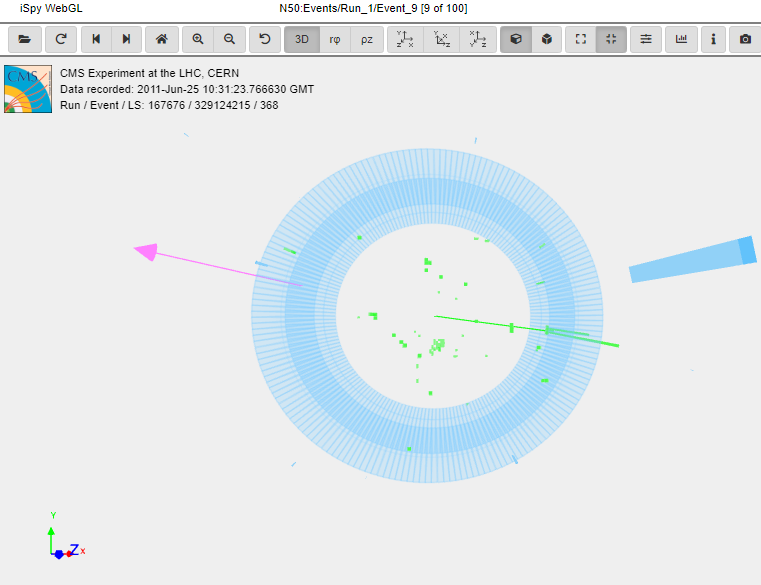 iSpy WebGL
N50:Events/Run_1/Event_9 [9 of 100]
3D rφ ρz
CMS
CMS Experiment at the LHC, CERN
Data recorded: 2011-Jun-25 10:31:23.766630 GMT
Run / Event / LS: 167676 / 329124215 / 368
Y
Z X